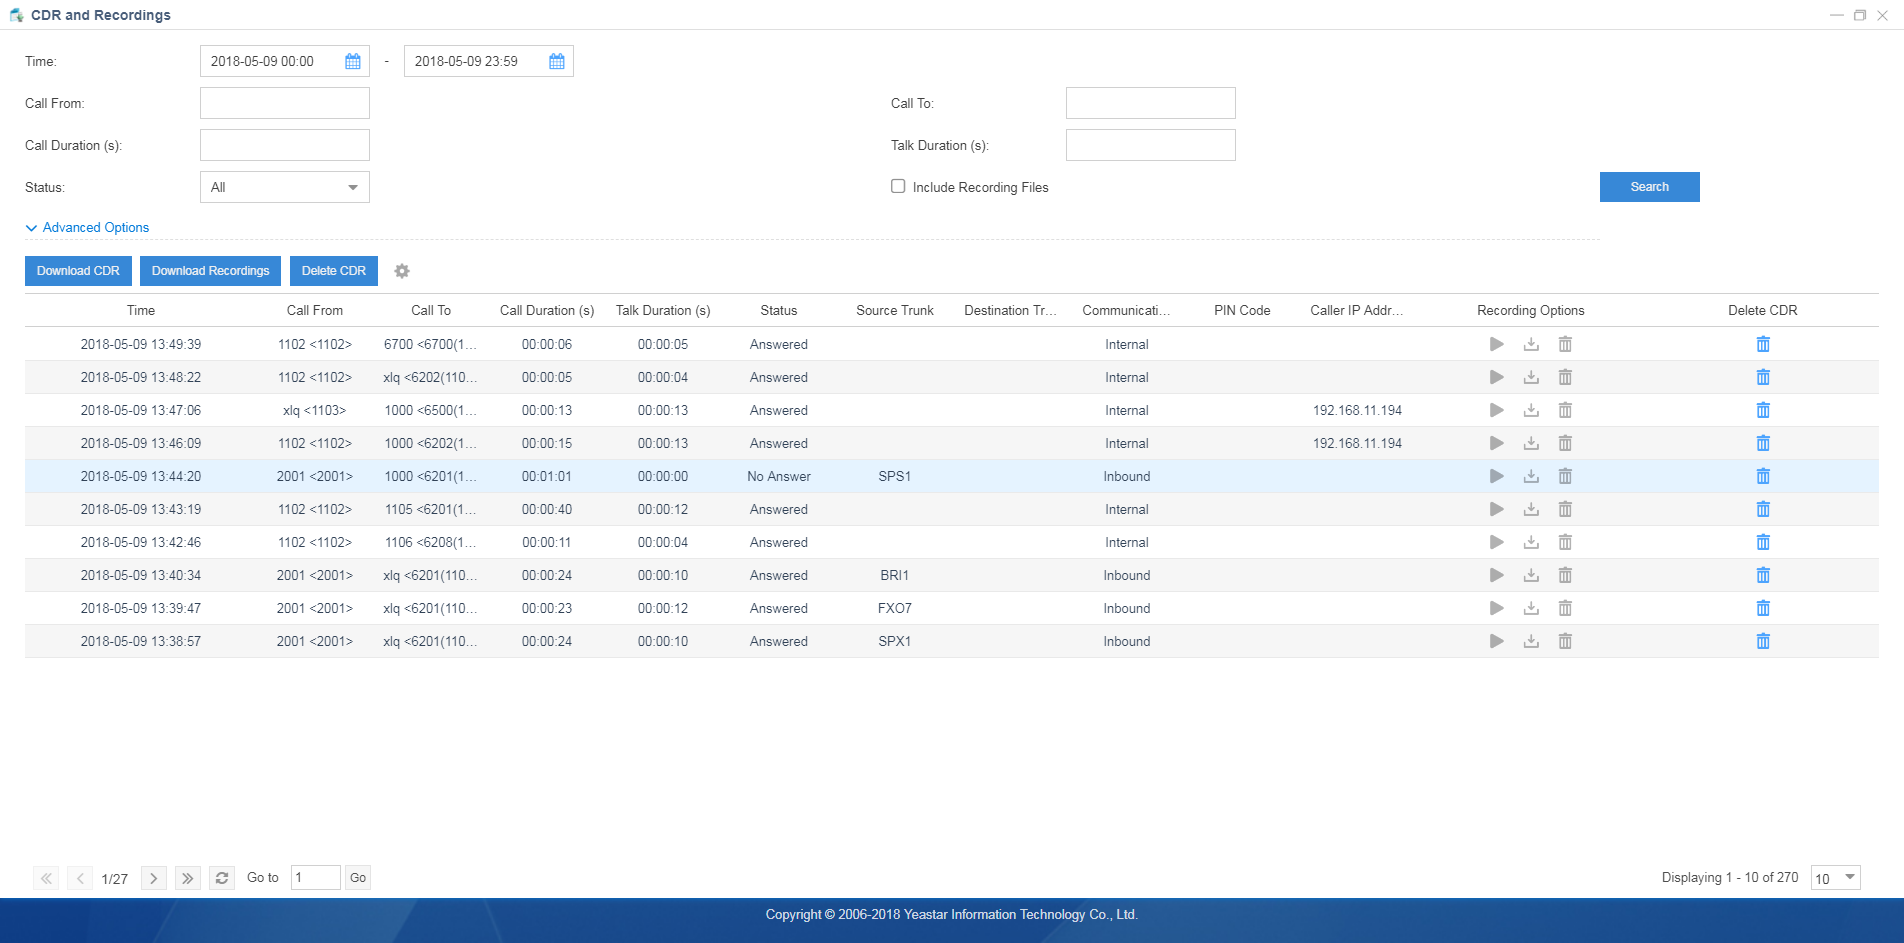 CDR and Recordings
Time: 2018-05-09 00:00 - 2018-05-09 23:59
Call From: Call To:
Call Duration (s): Talk Duration (s):
Status: All Include Recording Files Search
Advanced Options
Download CDR Download Recordings Delete CDR
Time Call From Call To Call Duration (s) Talk Duration (s) Status Source Trunk Destination Tr... Communicati... PIN Code Caller IP Addr... Recording Options Delete CDR
2018-05-09 13:49:39 1102 <1102> 6700 <6700(1... 00:00:06 00:00:05 Answered Internal
2018-05-09 13:48:22 1102 <1102> xlq <6202(110... 00:00:05 00:00:04 Answered Internal
2018-05-09 13:47:06 xlq <1103> 1000 <6500(1... 00:00:13 00:00:13 Answered Internal 192.168.11.194
2018-05-09 13:46:09 1102 <1102> 1000 <6202(1... 00:00:15 00:00:13 Answered Internal 192.168.11.194
2018-05-09 13:44:20 2001 <2001> 1000 <6201(1... 00:01:01 00:00:00 No Answer SPS1 Inbound
2018-05-09 13:43:19 1102 <1102> 1105 <6201(1... 00:00:40 00:00:12 Answered Internal
2018-05-09 13:42:46 1102 <1102> 1106 <6208(1... 00:00:11 00:00:04 Answered Internal
2018-05-09 13:40:34 2001 <2001> xlq <6201(110... 00:00:24 00:00:10 Answered BRI1 Inbound
2018-05-09 13:39:47 2001 <2001> xlq <6201(110... 00:00:23 00:00:12 Answered FXO7 Inbound
2018-05-09 13:38:57 2001 <2001> xlq <6201(110... 00:00:24 00:00:10 Answered SPX1 Inbound
1/27 Go to 1 Go Displaying 1 - 10 of 270 10
Copyright © 2006-2018 Yeastar Information Technology Co., Ltd.